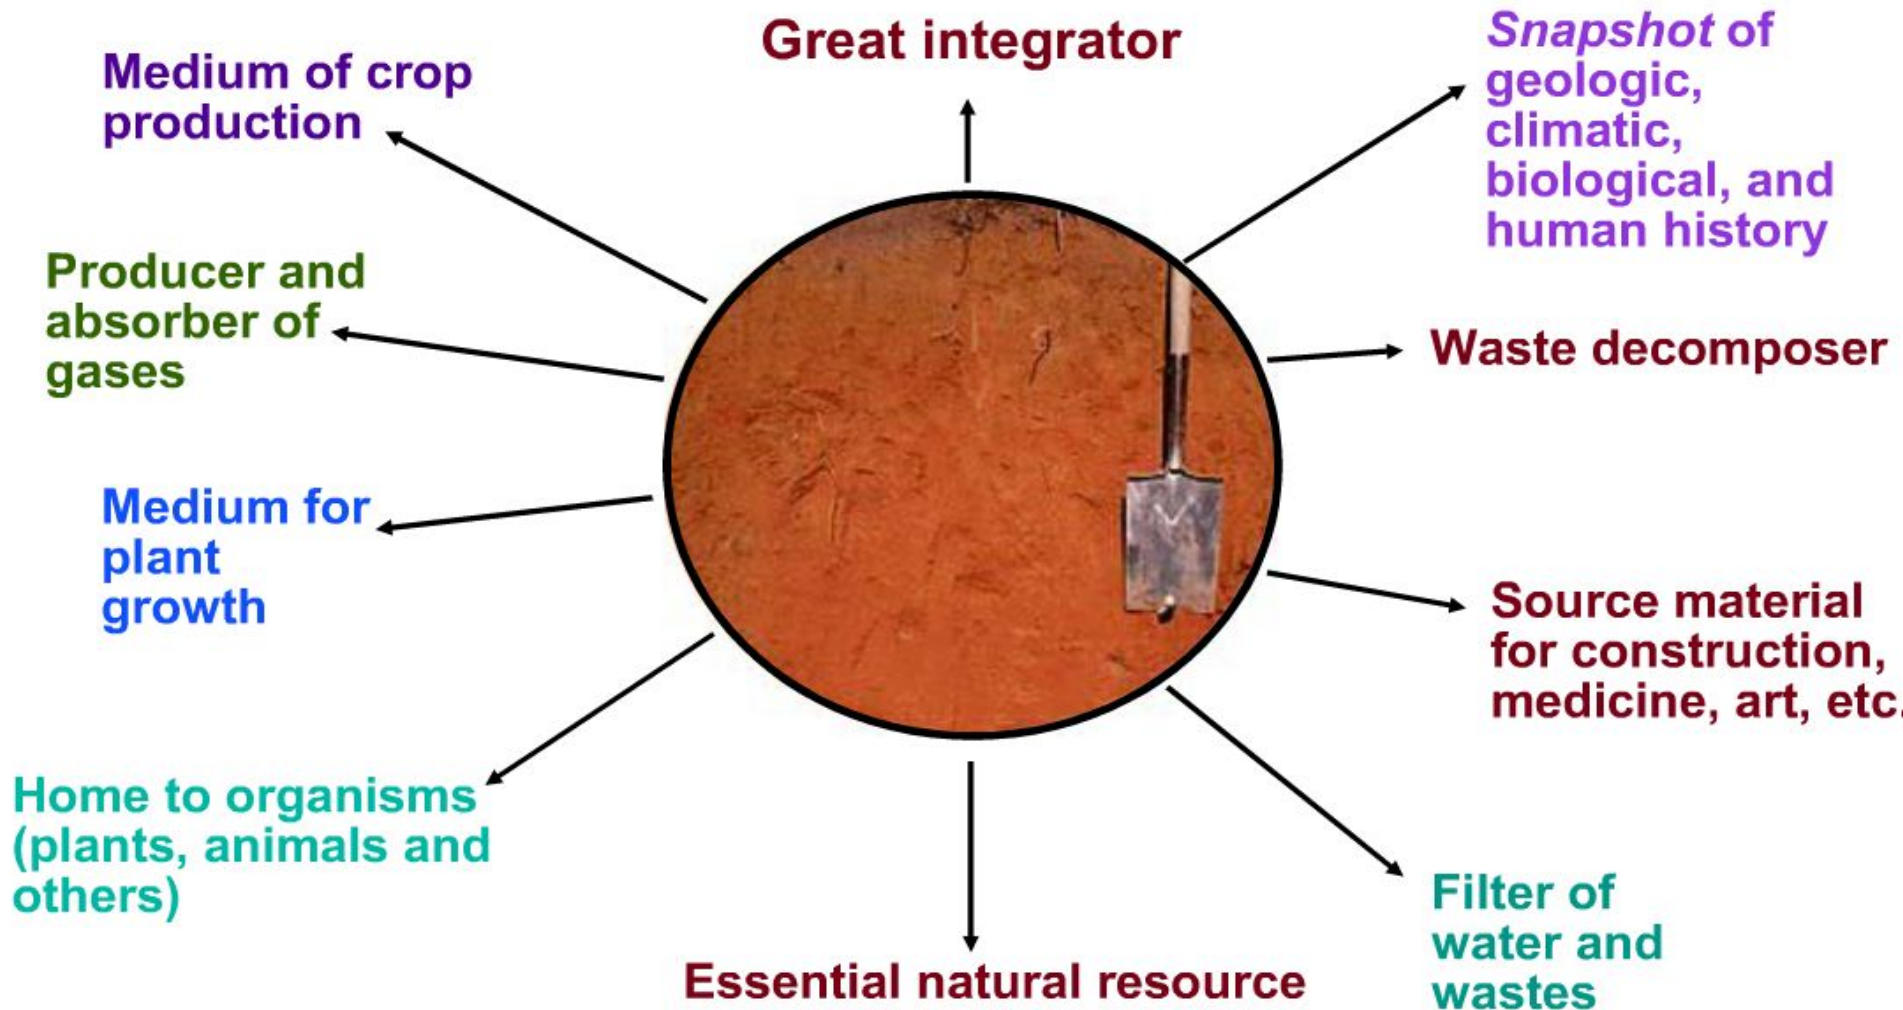 Great integrator
Snapshot of
geologic,
climatic,
biological, and
human history
Waste decomposer
Source material
for construction,
medicine, art, etc.
Filter of
water and
wastes
Essential natural resource
Home to organisms
(plants, animals and
others)
Medium for
plant
growth
Producer and
absorber of
gases
Medium of crop
production